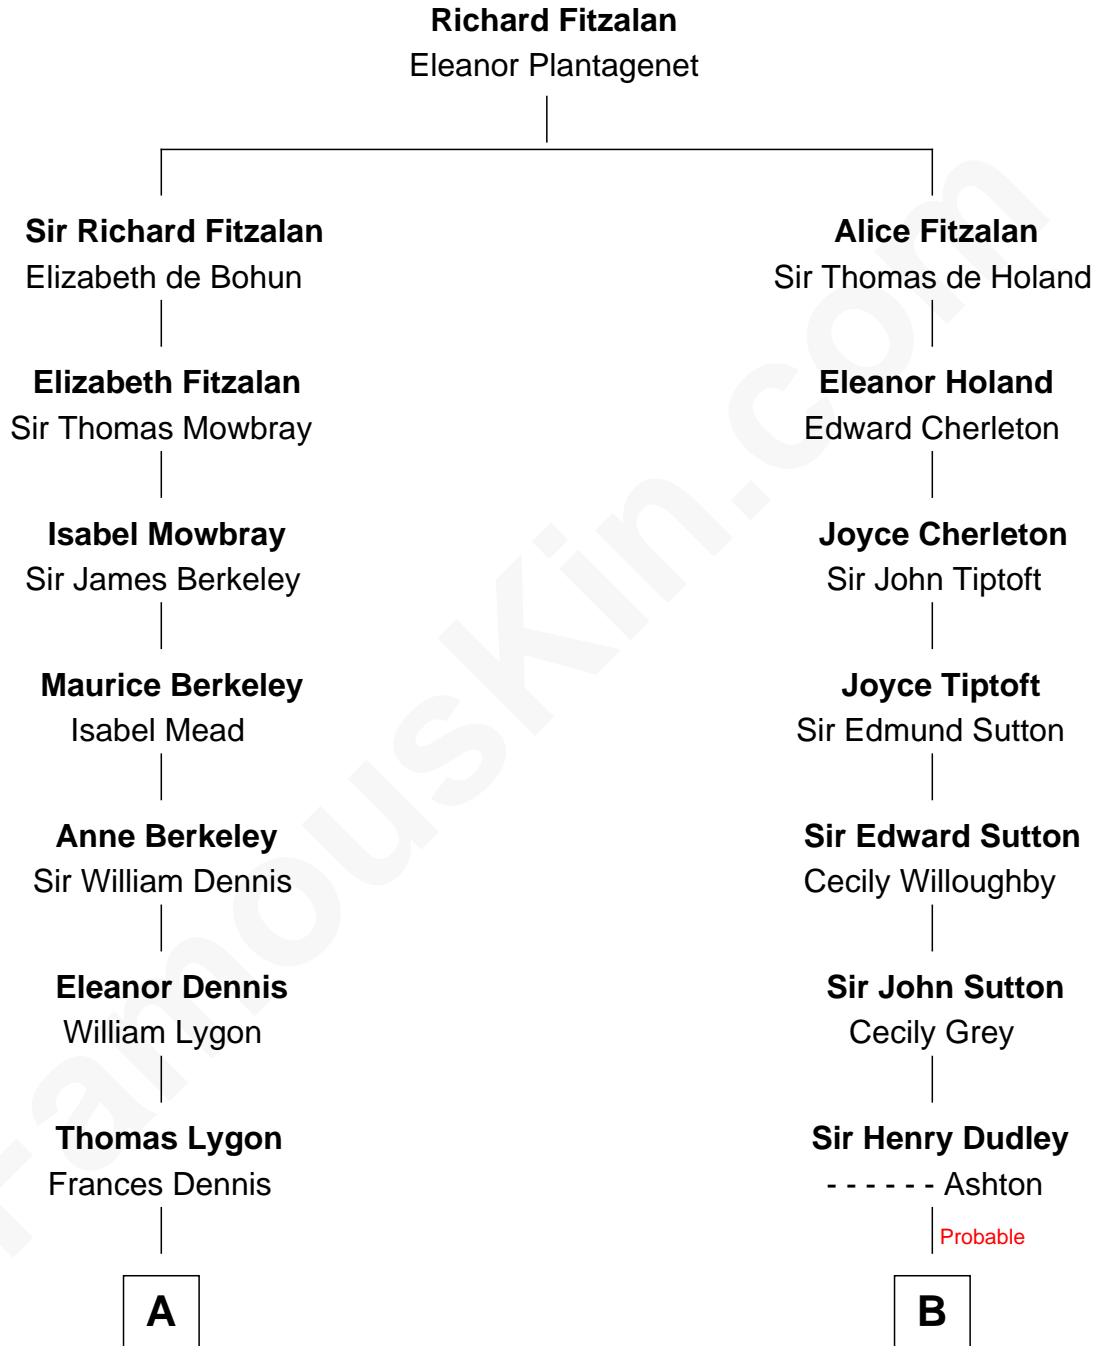 Richard Fitzalan
Eleanor Plantagenet
Sir Richard Fitzalan
Elizabeth de Bohun
Elizabeth Fitzalan
Sir Thomas Mowbray
Isabel Mowbray
Sir James Berkeley
Maurice Berkeley
Isabel Mead
Anne Berkeley
Sir William Dennis
Eleanor Dennis
William Lygon
Thomas Lygon
Frances Dennis
A
Alice Fitzalan
Sir Thomas de Holand
Eleanor Holand
Edward Cherleton
Joyce Cherleton
Sir John Tiptoft
Joyce Tiptoft
Sir Edmund Sutton
Sir Edward Sutton
Cecily Willoughby
Sir John Sutton
Cecily Grey
Sir Henry Dudley
- - - - - - Ashton
Probable
B
FamousKin.com